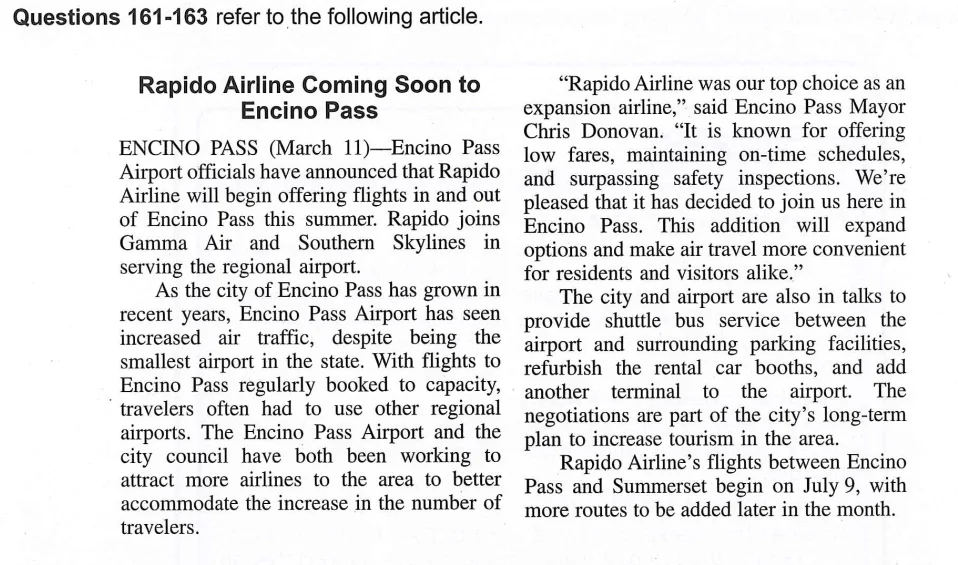 Questions 161-163 refer to the following article.
Rapido Airline Coming Soon to
Encino Pass
ENCINO PASS (March 11)—Encino Pass
Airport officials have announced that Rapido
Airline will begin offering flights in and out
of Encino Pass this summer. Rapido joins
Gamma Air and Southern Skylines in
serving the regional airport.
As the city of Encino Pass has grown in
recent years, Encino Pass Airport has seen
increased air traffic, despite being the
smallest airport in the state. With flights to
Encino Pass regularly booked to capacity,
travelers often had to use other regional
airports. The Encino Pass Airport and the
city council have both been working to
attract more airlines to the area to better
accommodate the increase in the number of
travelers.
“Rapido Airline was our top choice as an
expansion airline,” said Encino Pass Mayor
Chris Donovan. “It is known for offering
low fares, maintaining on-time schedules,
and surpassing safety inspections. We’re
pleased that it has decided to join us here in
Encino Pass. This addition will expand
options and make air travel more convenient
for residents and visitors alike.”
The city and airport are also in talks to
provide shuttle bus service between the
airport and surrounding parking facilities,
refurbish the rental car booths, and add
another terminal to the airport. The
negotiations are part of the city’s long-term
plan to increase tourism in the area.
Rapido Airline’s flights between Encino
Pass and Summerset begin on July 9, with
more routes to be added later in the month.